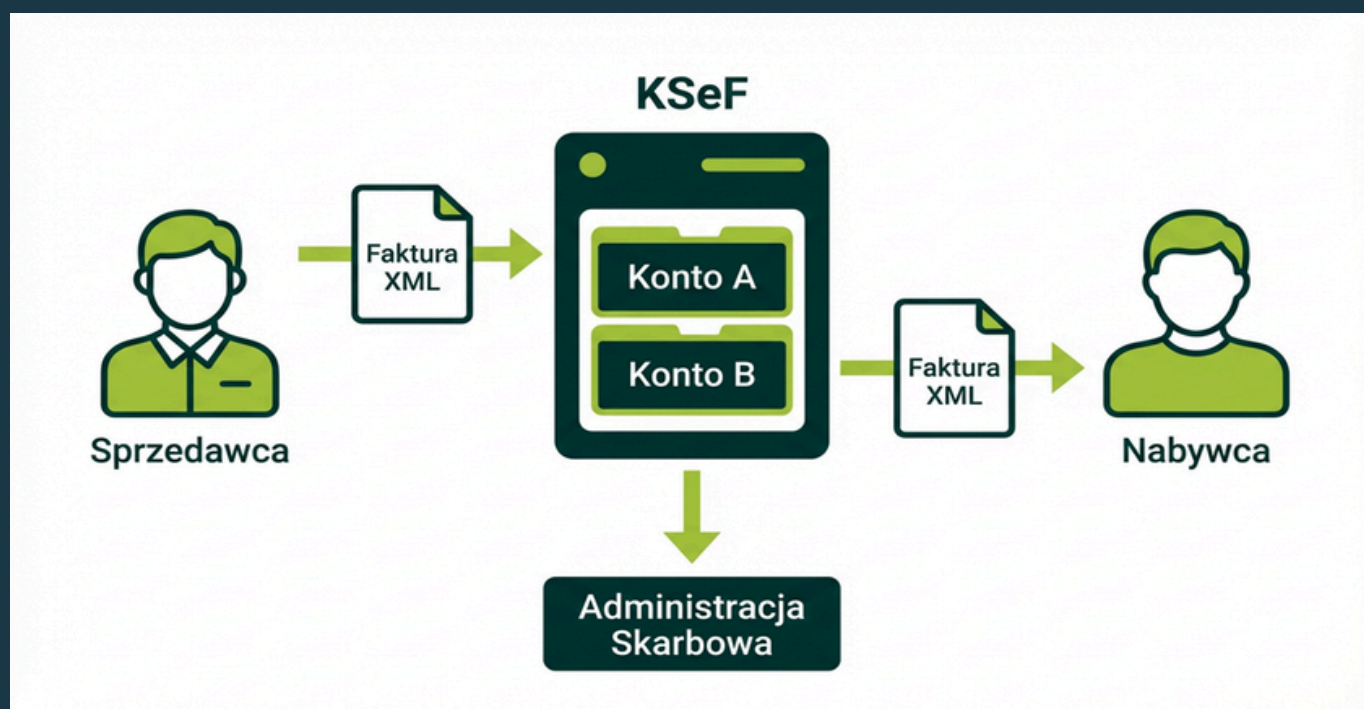 KSeF
Faktura
XML
Konto A
Konto B
Faktura
XML
Sprzedawca
Nabywca
Administracja
Skarbowa